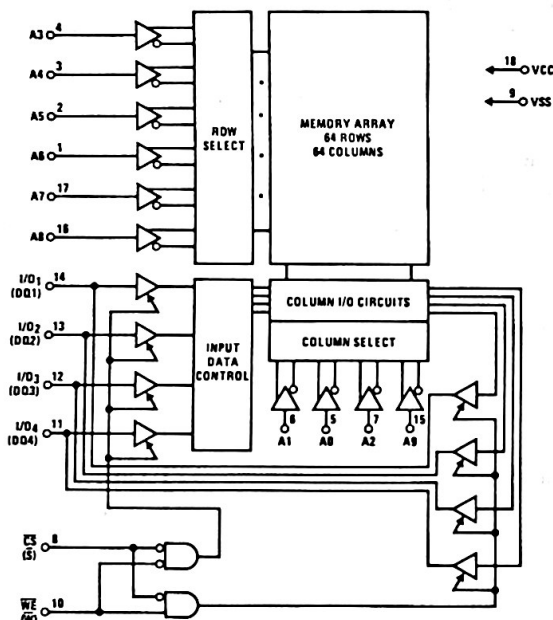 A3 4
A4 3
A5 2
A6 1
A7 17
A8 16
ROW
SELECT
MEMORY ARRAY
64 ROWS
64 COLUMNS
18 VCC
9 VSS
I/O1 14
(DQ1)
I/O2 13
(DQ2)
I/O3 12
(DQ3)
I/O4 11
(DQ4)
INPUT
DATA
CONTROL
COLUMN I/O CIRCUITS
COLUMN SELECT
6 5 7 15
A1 A0 A2 A9
CS 8
(S)
WE 10
(W)